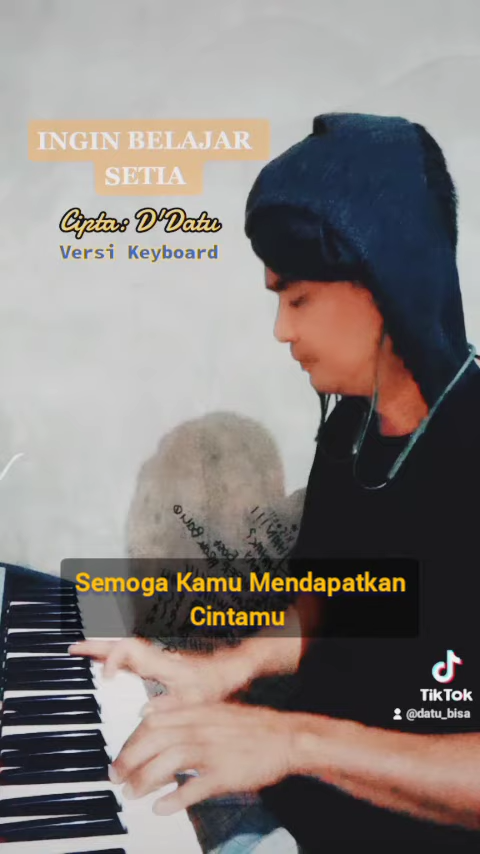 INGIN BELAJAR
SETIA
Cipta: D'Datu
Versi Keyboard
Semoga Kamu Mendapatkan
Cintamu
TikTok
@datu_bisa